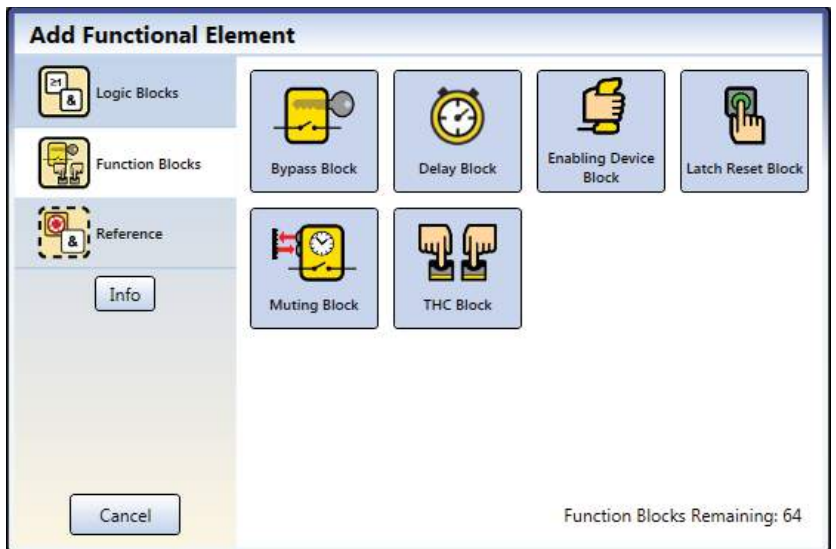 Add Functional Element
≥1
&
Logic Blocks
Function Blocks
&
Reference
Info
Cancel
Bypass Block
Delay Block
Enabling Device
Block
Latch Reset Block
Muting Block
THC Block
Function Blocks Remaining: 64